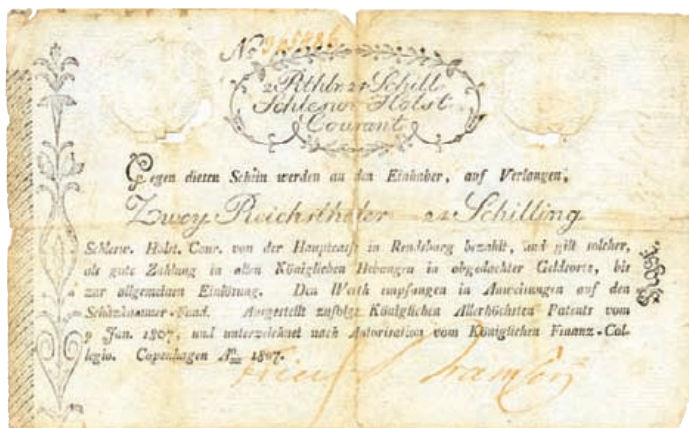 No 345486
2 Rthlr. 24 Schill.
Schlesw. Holst.
Courant
Gegen diesen Schein werden an den Einhaber, auf Verlangen,
Zwey Reichsthaler 24 Schilling
Schlesw. Holst. Cour. von der Hauptcasse in Rendsburg bezahlt, und gilt solcher,
als gute Zahlung in allen Königlichen Hebungen in obgedachter Geldsorte, bis
zur allgemeinen Einlösung. Den Werth empfangen in Anweisungen auf den
Schatzkammer-Fond. Ausgestellt zufolge Königlichen Allerhöchsten Patents vom
9 Jan. 1807, und unterzeichnet nach Autorisation vom Königlichen Finanz-Col-
legio. Copenhagen Ao 1807.